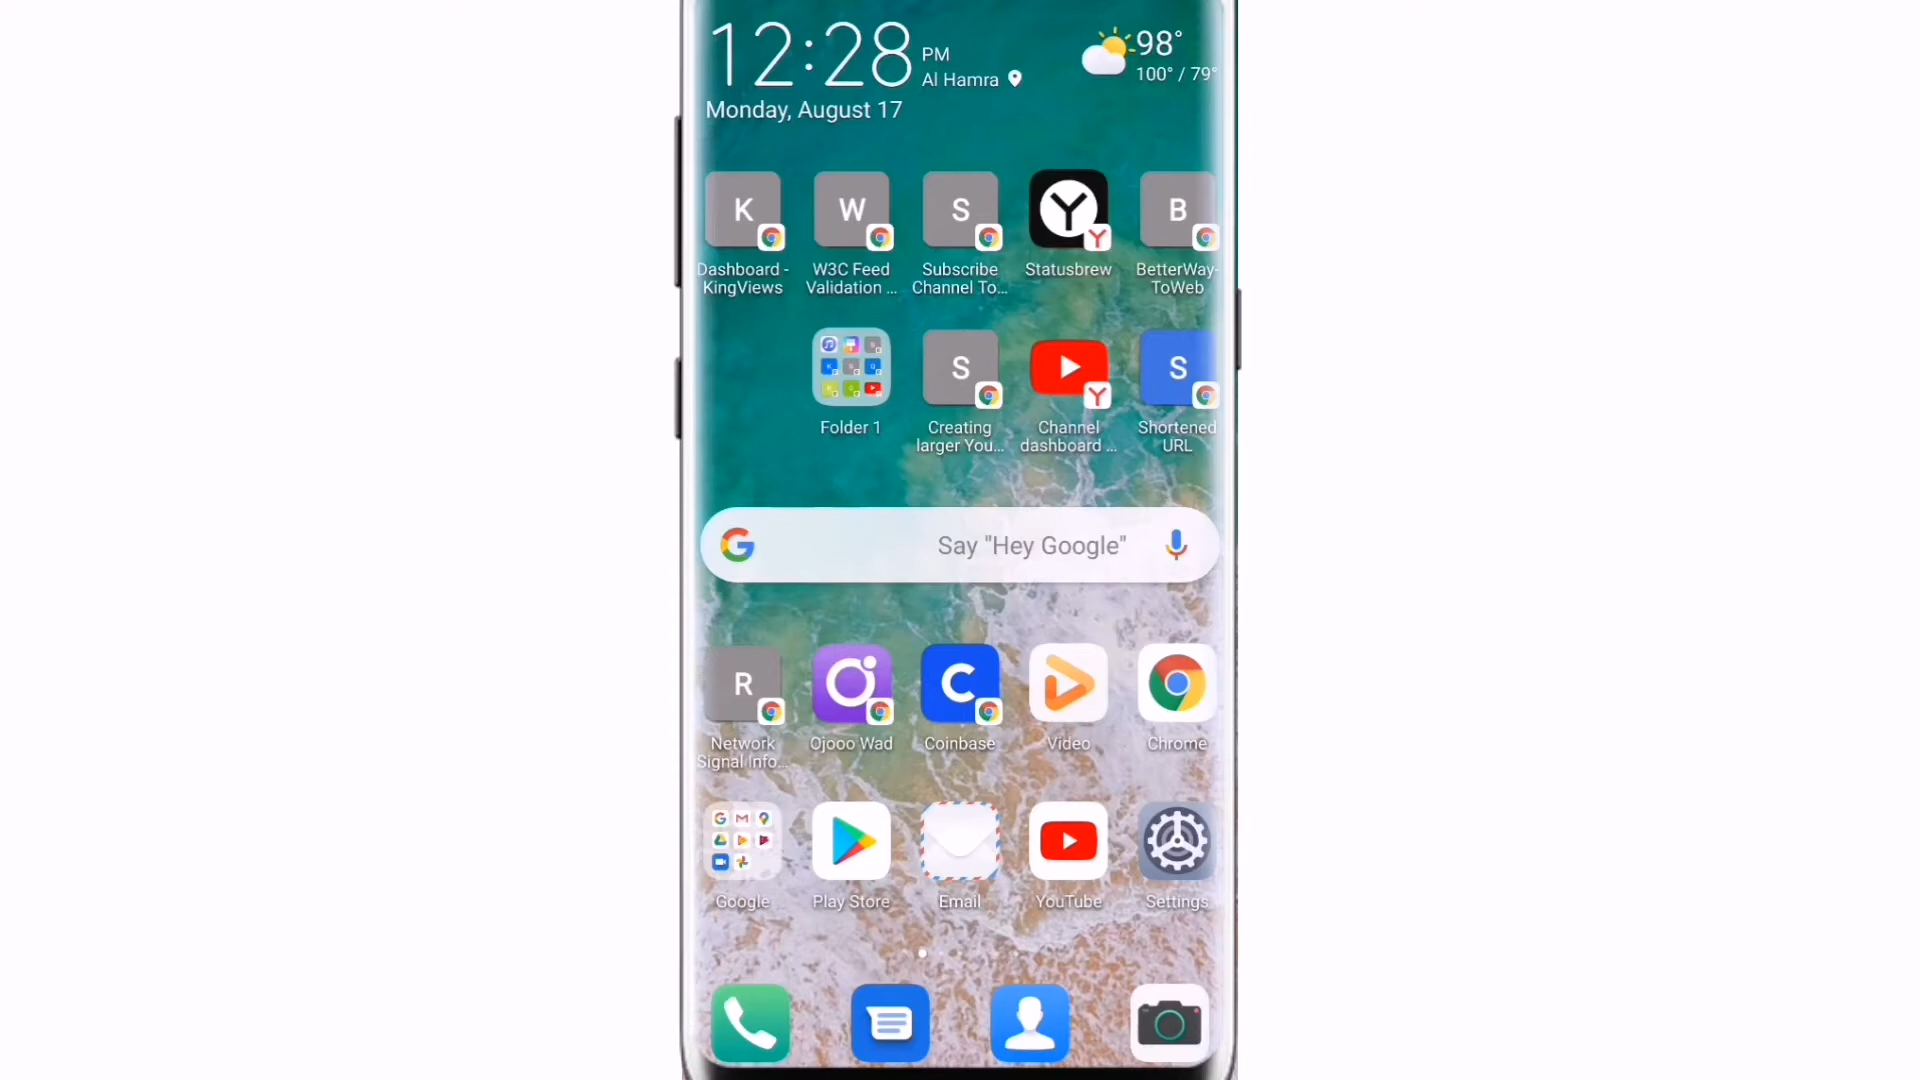 12:28 PM
Al Hamra
98°
100° / 79°
Monday, August 17
K
W
S
Y
B
Dashboard -
KingViews
W3C Feed
Validation ...
Subscribe
Channel To...
Statusbrew
BetterWay-
ToWeb
S
S
Folder 1
Creating
larger You...
Channel
dashboard ...
Shortened
URL
Say "Hey Google"
R
C
Network
Signal Info...
Ojooo Wad
Coinbase
Video
Chrome
Google
Play Store
Email
YouTube
Settings